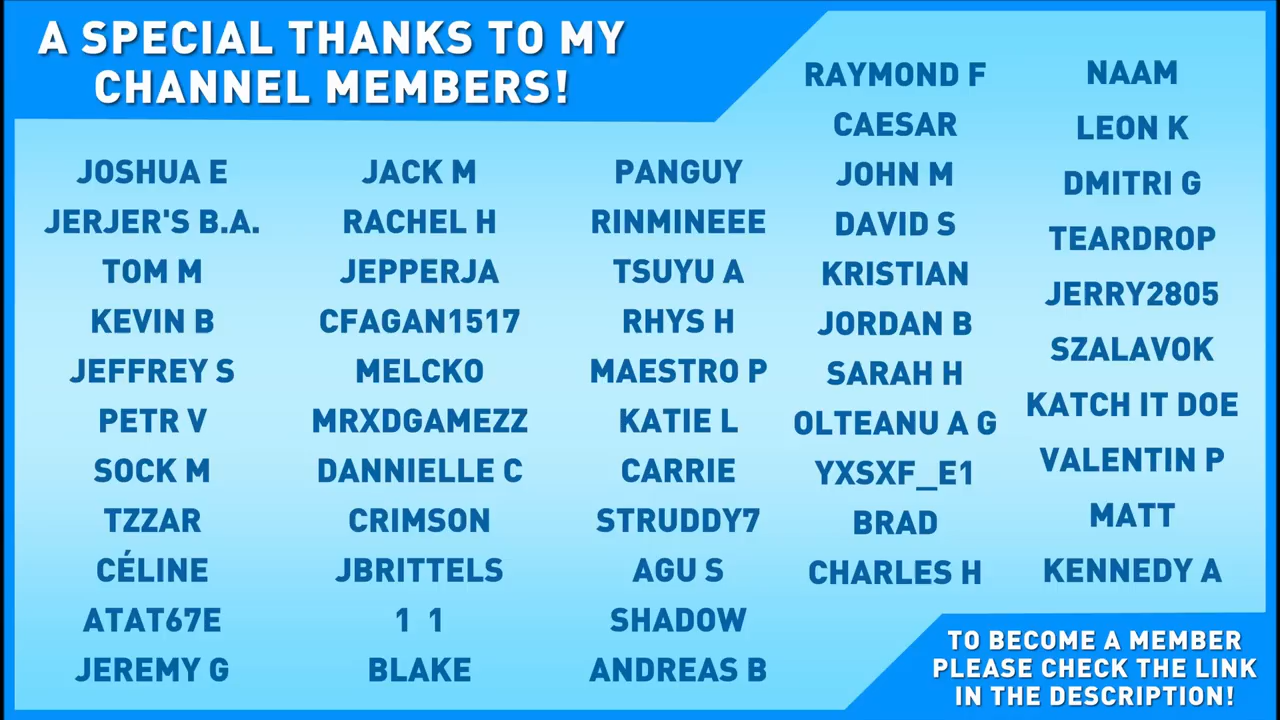 A SPECIAL THANKS TO MY
CHANNEL MEMBERS!
JOSHUA E
JERJER'S B.A.
TOM M
KEVIN B
JEFFREY S
PETR V
SOCK M
TZZAR
CÉLINE
ATAT67E
JEREMY G
JACK M
RACHEL H
JEPPERJA
CFAGAN1517
MELCKO
MRXDGAMEZZ
DANNIELLE C
CRIMSON
JBRITTELS
1 1
BLAKE
PANGUY
RINMINEEE
TSUYU A
RHYS H
MAESTRO P
KATIE L
CARRIE
STRUDDY7
AGU S
SHADOW
ANDREAS B
RAYMOND F
CAESAR
JOHN M
DAVID S
KRISTIAN
JORDAN B
SARAH H
OLTEANU A G
YXSXF_E1
BRAD
CHARLES H
NAAM
LEON K
DMITRI G
TEARDROP
JERRY2805
SZALAVOK
KATCH IT DOE
VALENTIN P
MATT
KENNEDY A
TO BECOME A MEMBER
PLEASE CHECK THE LINK
IN THE DESCRIPTION!